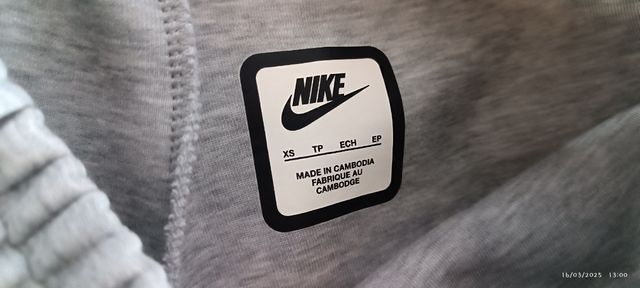 NIKE
XS TP ECH EP
MADE IN CAMBODIA
FABRIQUE AU
CAMBODGE
16/03/2025 13:00